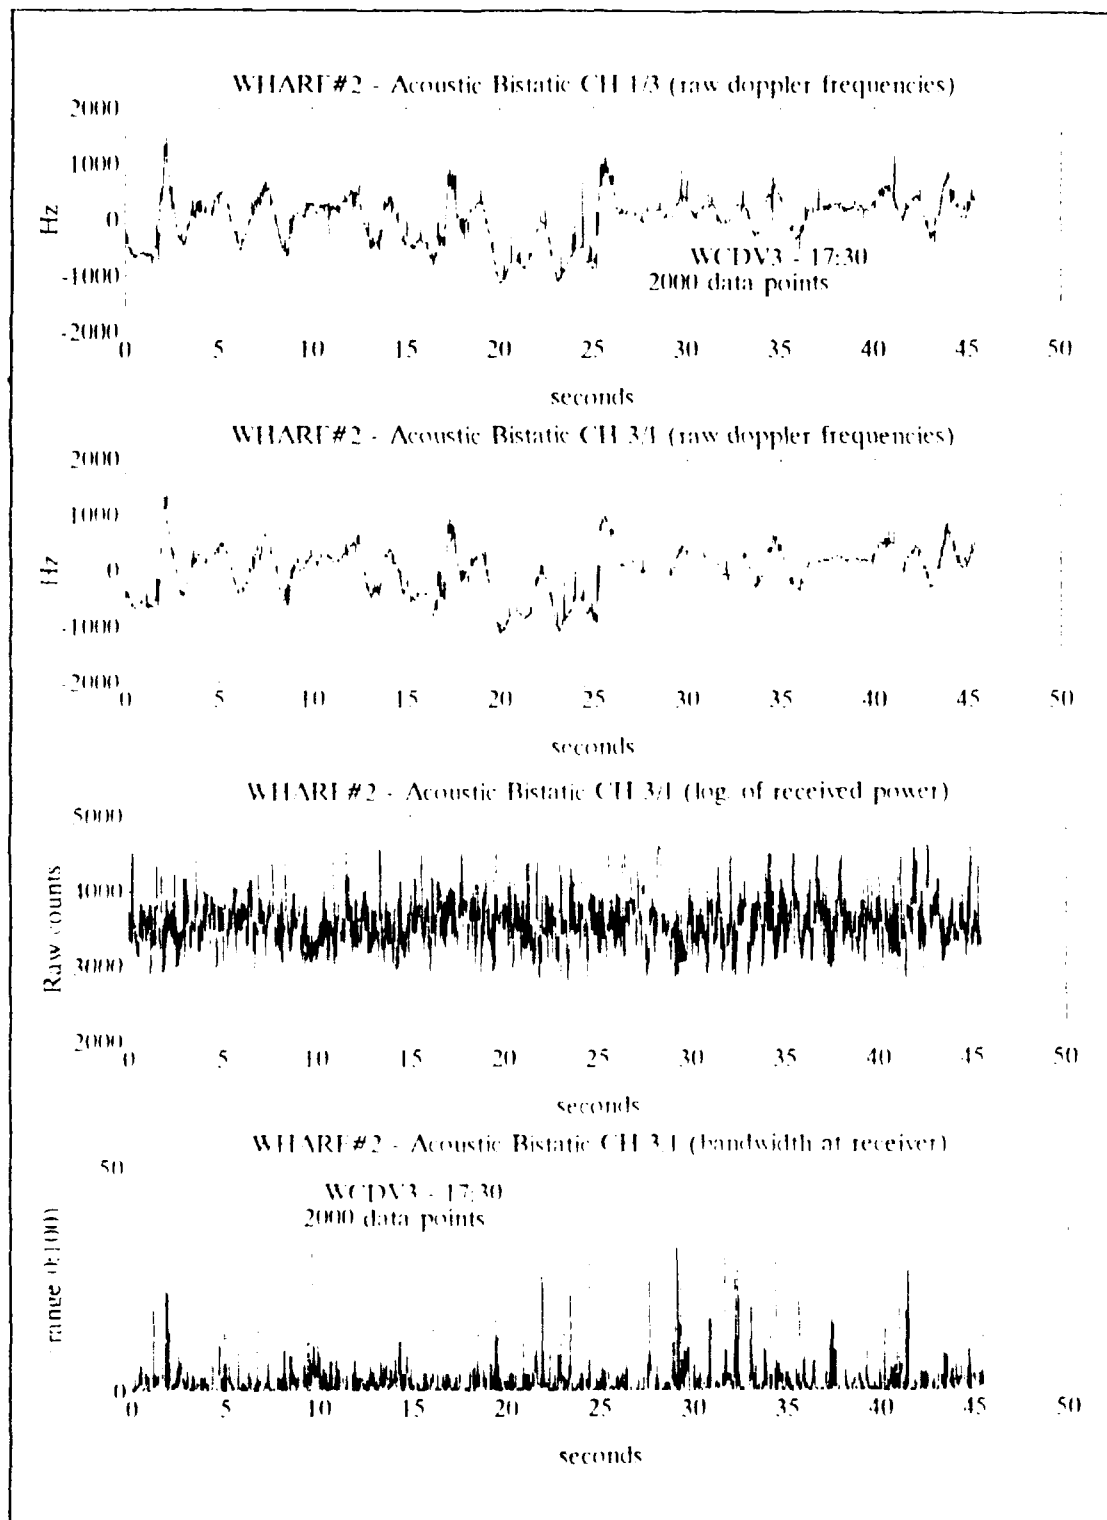 WHARF#2 - Acoustic Bistatic CH 1/3 (raw doppler frequencies)
2000
1000
0
-1000
-2000
Hz
WCDV3 - 17:30
2000 data points
0 5 10 15 20 25 30 35 40 45 50
seconds
WHARF#2 - Acoustic Bistatic CH 3/1 (raw doppler frequencies)
2000
1000
0
-1000
-2000
Hz
0 5 10 15 20 25 30 35 40 45 50
seconds
WHARF#2 - Acoustic Bistatic CH 3/1 (log. of received power)
5000
4000
3000
2000
Raw counts
0 5 10 15 20 25 30 35 40 45 50
seconds
WHARF#2 - Acoustic Bistatic CH 3/1 (bandwidth at receiver)
50
0
range 0:100)
WCDV3 - 17:30
2000 data points
0 5 10 15 20 25 30 35 40 45 50
seconds